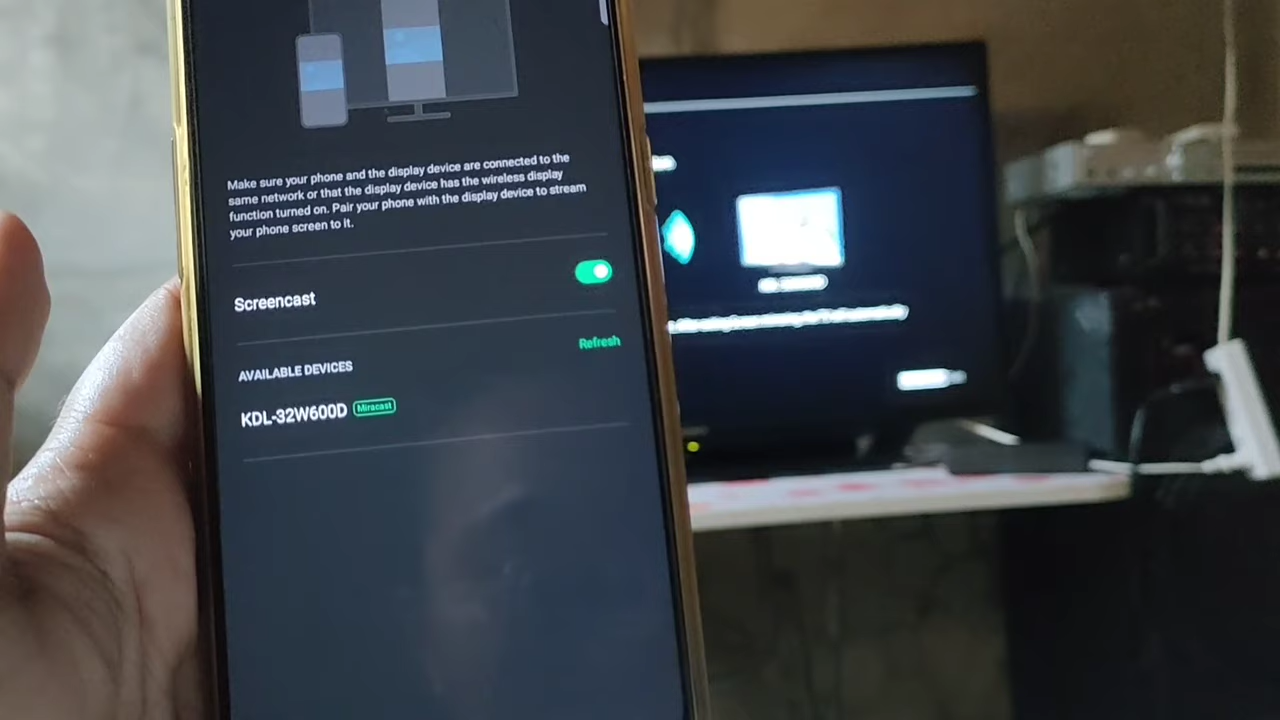 Make sure your phone and the display device are connected to the
same network or that the display device has the wireless display
function turned on. Pair your phone with the display device to stream
your phone screen to it.
Screencast
Refresh
AVAILABLE DEVICES
KDL-32W600D Miracast